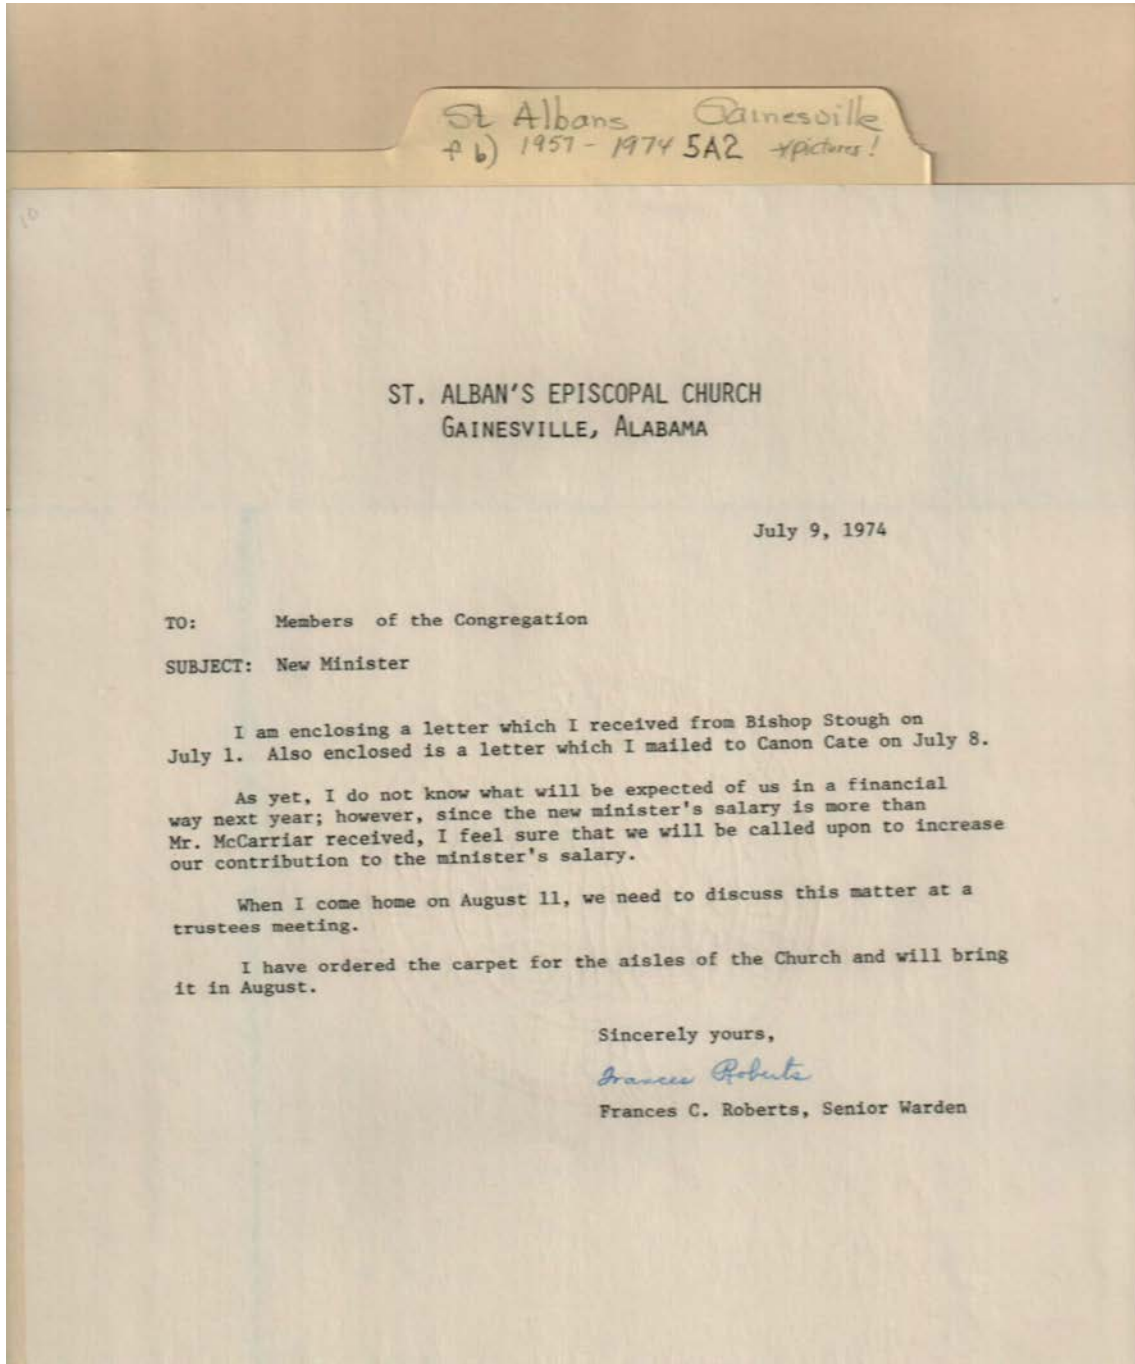 St Albans Gainesville
f b) 1957 - 1974 5A2 + pictures!
10
ST. ALBAN'S EPISCOPAL CHURCH
GAINESVILLE, ALABAMA
July 9, 1974
TO: Members of the Congregation
SUBJECT: New Minister
I am enclosing a letter which I received from Bishop Stough on
July 1. Also enclosed is a letter which I mailed to Canon Cate on July 8.
As yet, I do not know what will be expected of us in a financial
way next year; however, since the new minister's salary is more than
Mr. McCarriar received, I feel sure that we will be called upon to increase
our contribution to the minister's salary.
When I come home on August 11, we need to discuss this matter at a
trustees meeting.
I have ordered the carpet for the aisles of the Church and will bring
it in August.
Sincerely yours,
Frances Roberts
Frances C. Roberts, Senior Warden